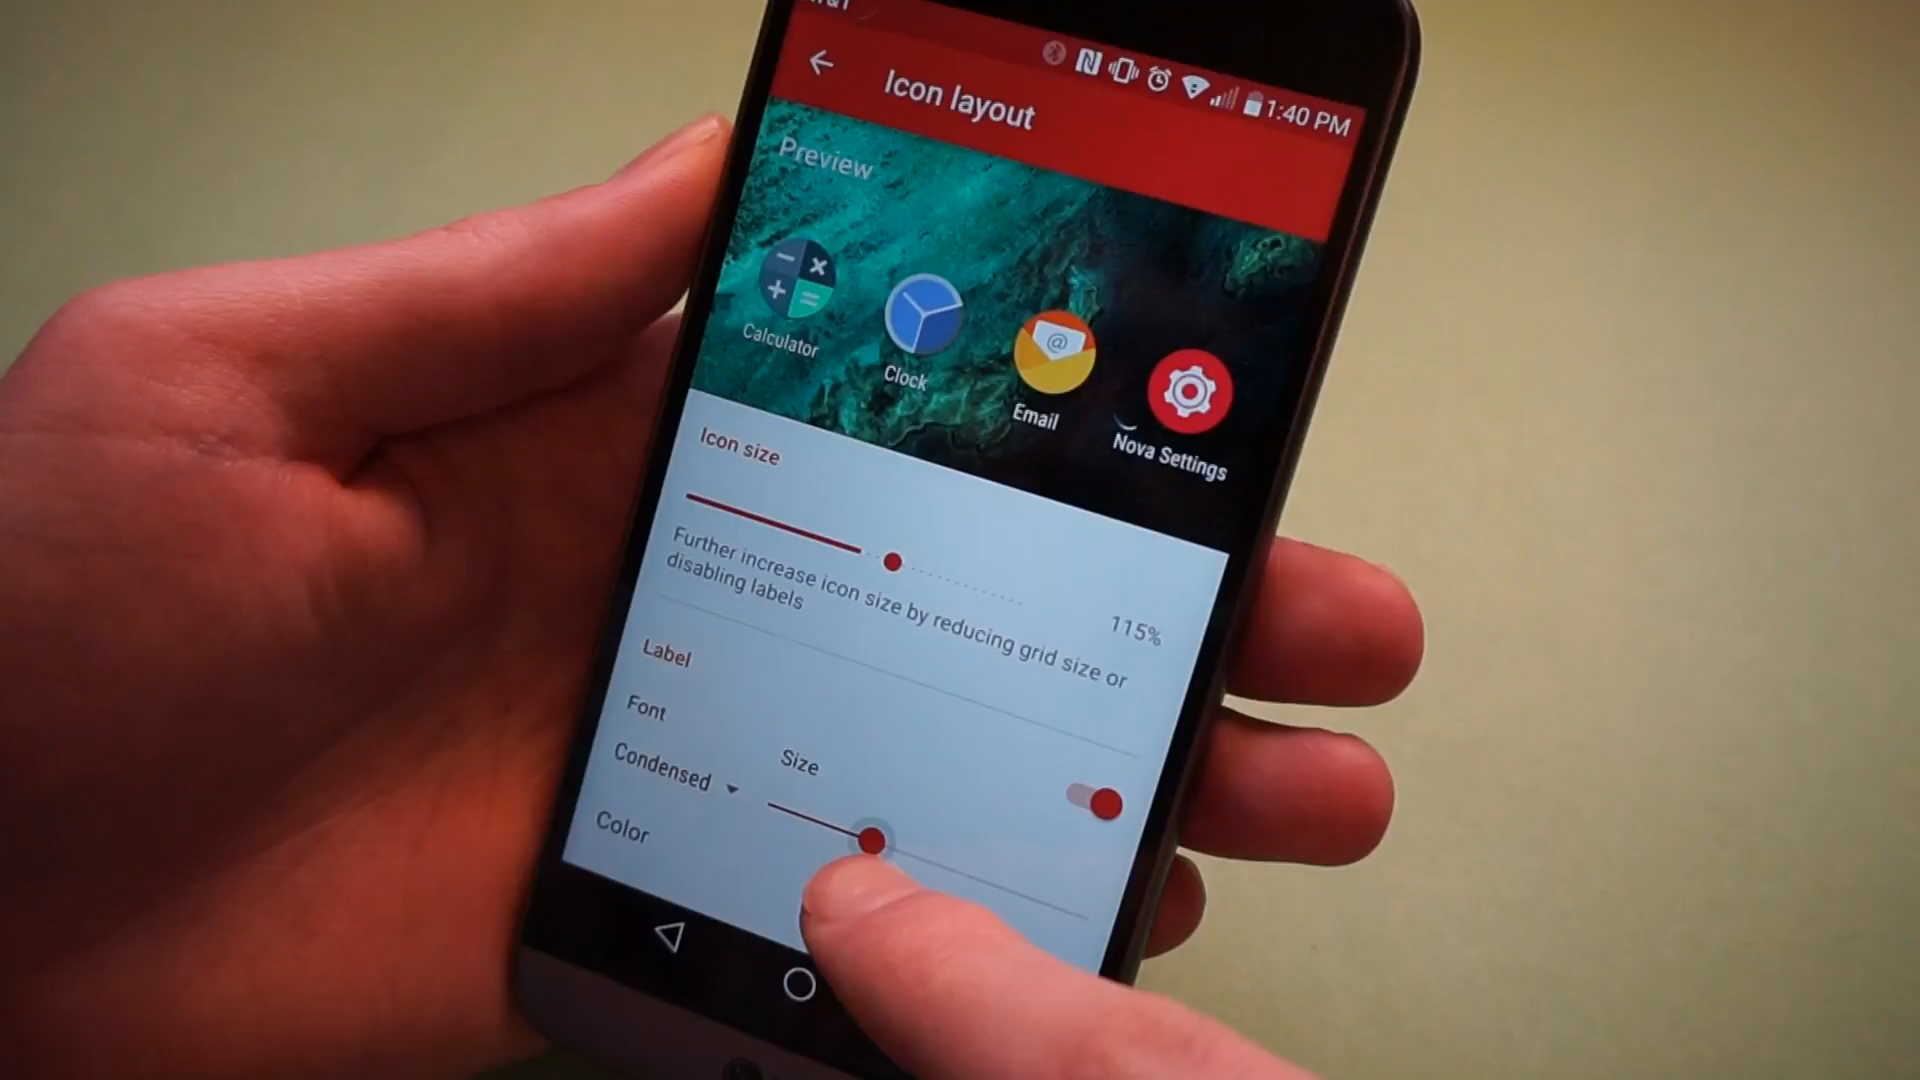 AT&T
1:40 PM
Icon layout
Preview
Calculator
Clock
@
Email
Nova Settings
Icon size
115%
Further increase icon size by reducing grid size or
disabling labels
Label
Font
Size
Condensed
Color